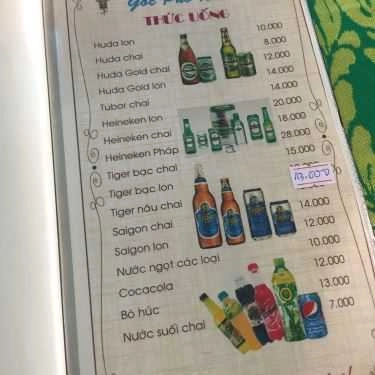 Góc Phố
THỨC UỐNG
Huda lon 10.000
Huda chai 8.000
Huda Gold chai 12.000
Huda Gold lon 14.000
Tubor chai 14.000
Heineken lon 20.000
Heineken chai 18.000
Heineken Pháp 28.000
Tiger bạc chai 15.000
Tiger bạc lon
Tiger nâu chai 13.000
Saigon chai 14.000
Saigon lon 12.000
Nước ngọt các loại 10.000
Cocacola 12.000
Bò húc 13.000
Nước suối chai 7.000